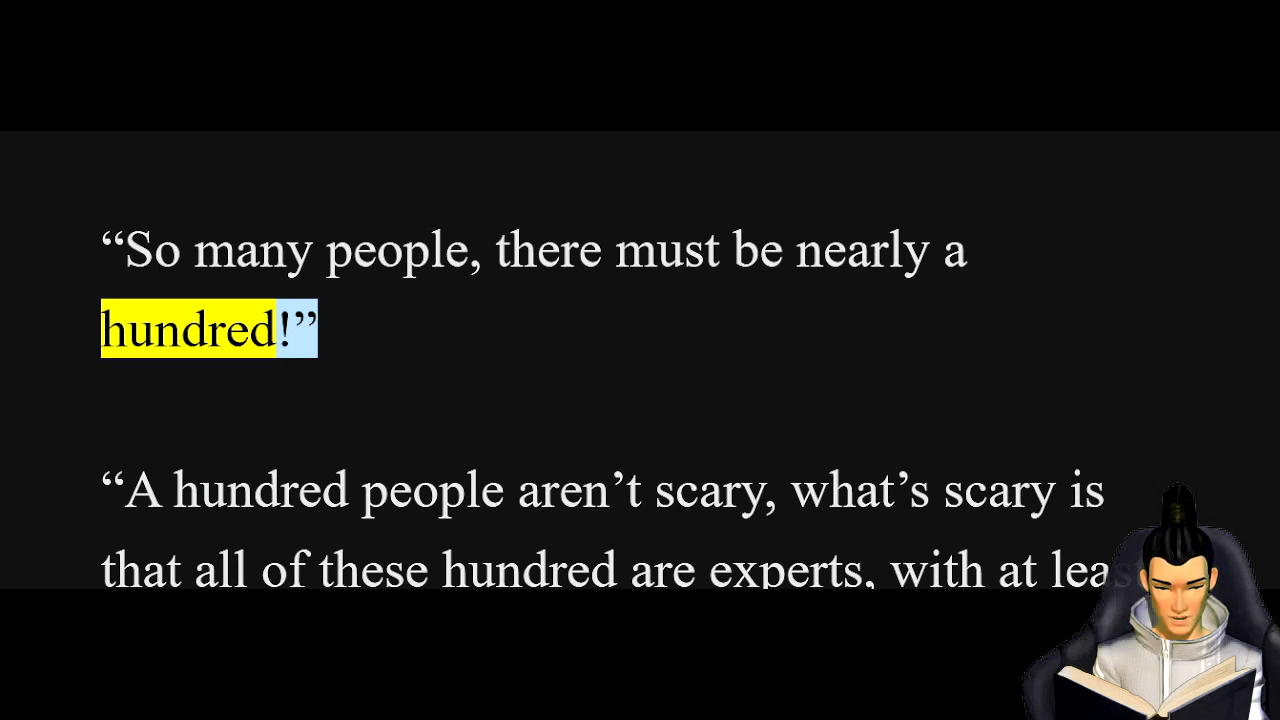 “So many people, there must be nearly a
hundred!”
“A hundred people aren’t scary, what’s scary is
that all of these hundred are experts, with at least